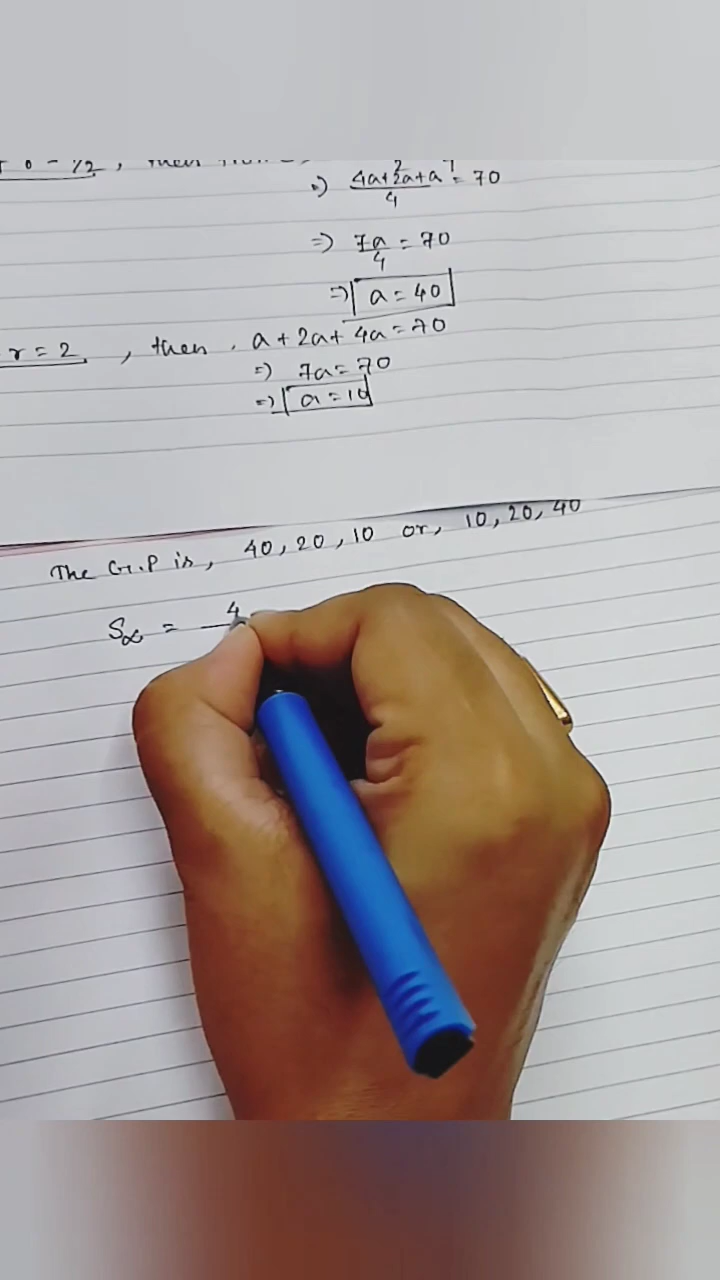 =) 4a+2a+a/4 = 70
=) 7a/4 = 70
=) a = 40
r = 2, then, a + 2a + 4a = 70
=) 7a = 70
=) a = 10
The G.P is, 40, 20, 10 or, 10, 20, 40
S∞ = 4